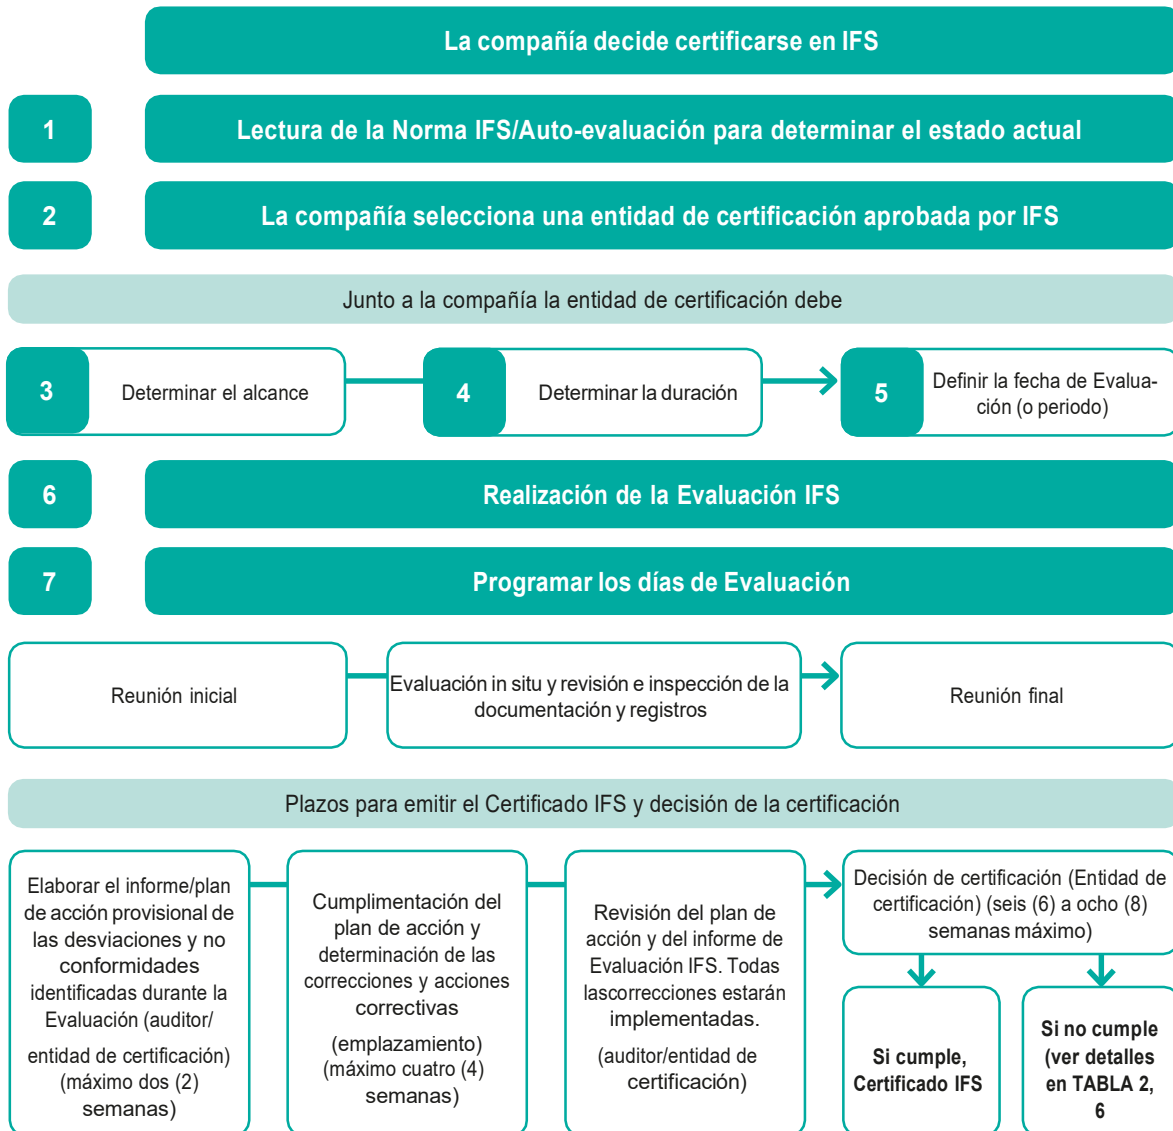 La compañía decide certificarse en IFS
1
Lectura de la Norma IFS/Auto-evaluación para determinar el estado actual
2
La compañía selecciona una entidad de certificación aprobada por IFS
Junto a la compañía la entidad de certificación debe
3
Determinar el alcance
4
Determinar la duración
5
Definir la fecha de Evalua-
ción (o periodo)
6
Realización de la Evaluación IFS
7
Programar los días de Evaluación
Reunión inicial
Evaluación in situ y revisión e inspección de la
documentación y registros
Reunión final
Plazos para emitir el Certificado IFS y decisión de la certificación
Elaborar el informe/plan
de acción provisional de
las desviaciones y no
conformidades
identificadas durante la
Evaluación (auditor/
entidad de certificación)
(máximo dos (2)
semanas)
Cumplimentación del
plan de acción y
determinación de las
correcciones y acciones
correctivas
(emplazamiento)
(máximo cuatro (4)
semanas)
Revisión del plan de
acción y del informe de
Evaluación IFS. Todas
lascorrecciones estarán
implementadas.
(auditor/entidad de
certificación)
Decisión de certificación (Entidad de
certificación) (seis (6) a ocho (8)
semanas máximo)
Si cumple,
Certificado IFS
Si no cumple
(ver detalles
en TABLA 2,
6